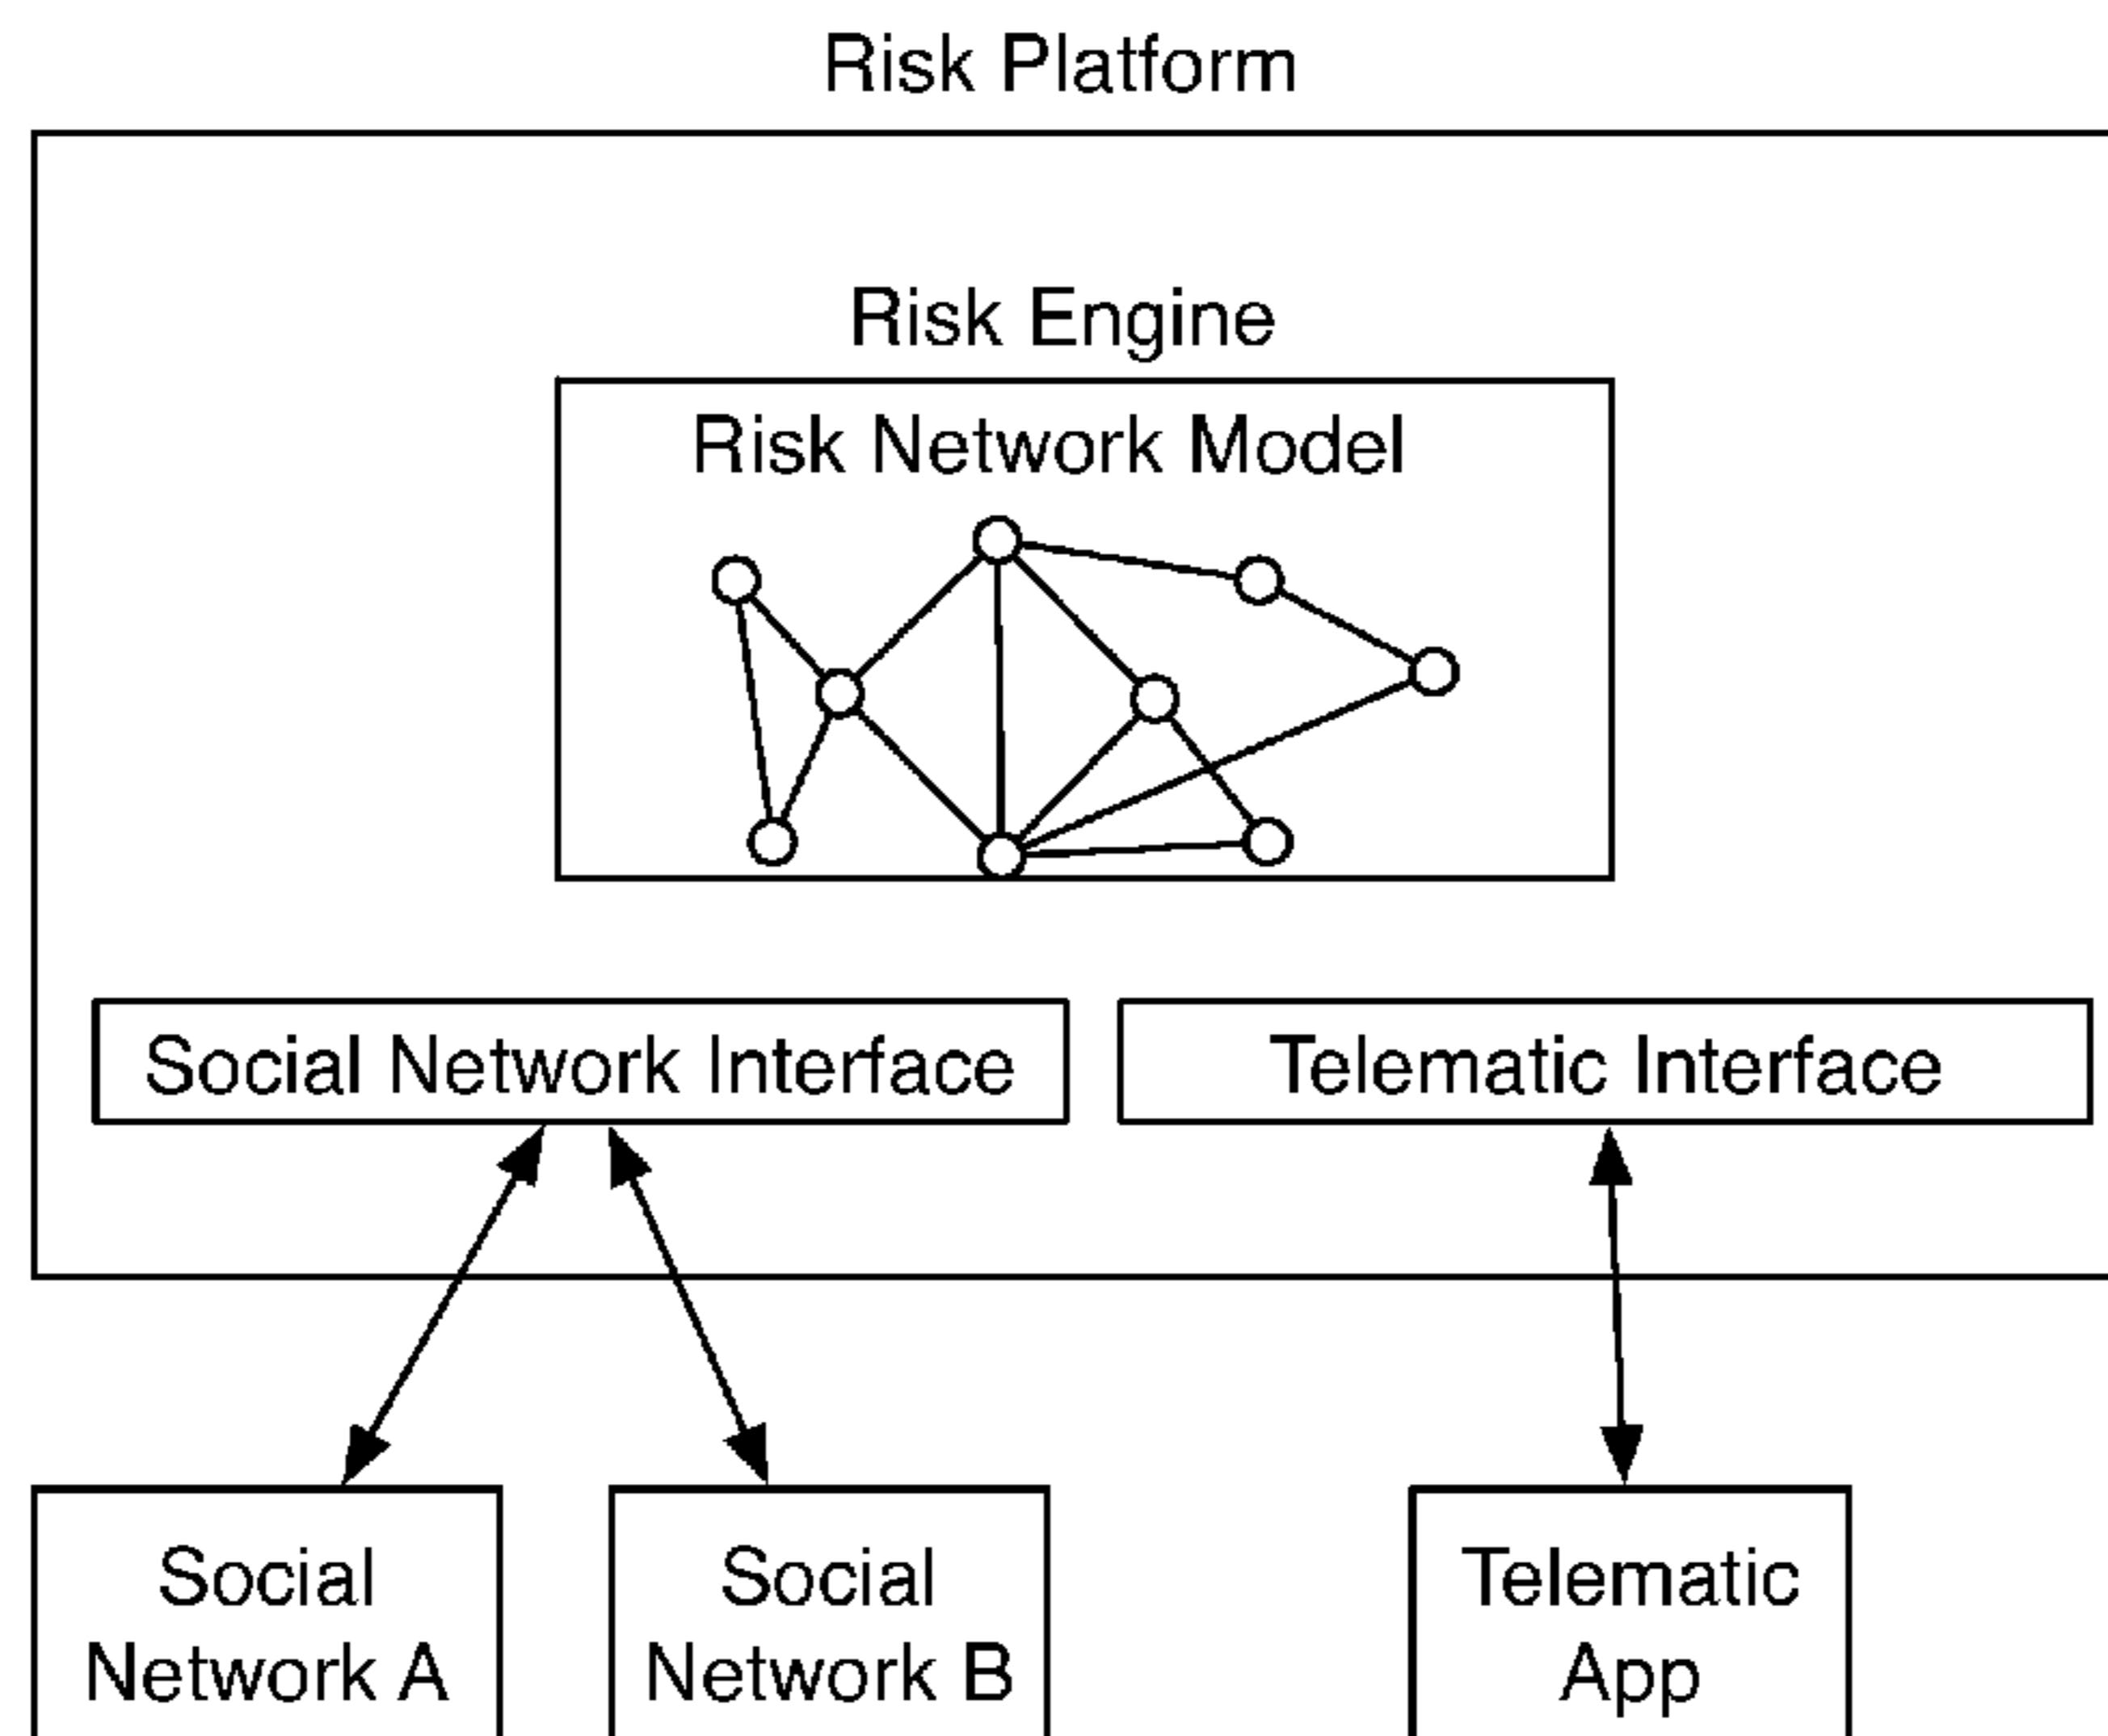 Risk Platform
Risk Engine
Risk Network Model
Social Network Interface
Telematic Interface
Social
Network A
Social
Network B
Telematic
App